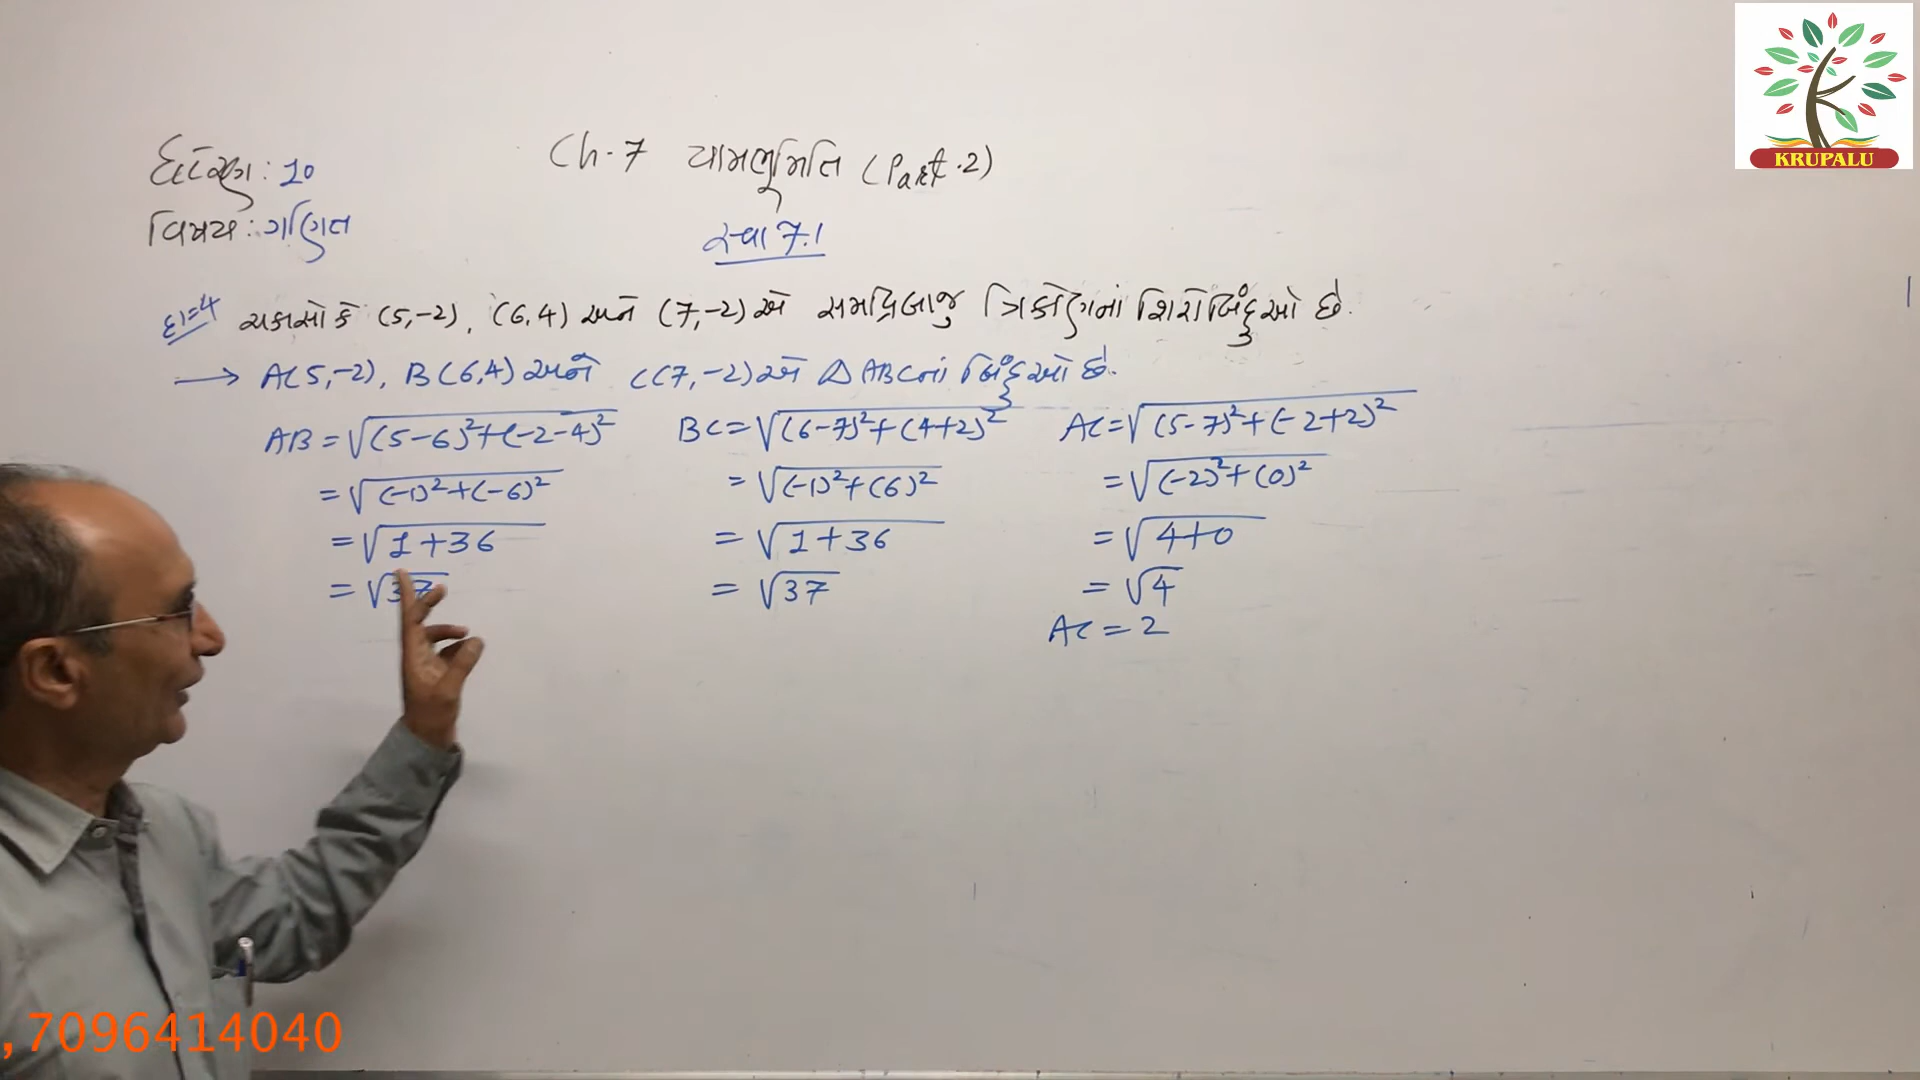 ધોરણ : 10
વિષય : ગણિત
Ch-7 યામભૂમિતિ (Part.2)
સ્વા 7.1
દા=4 ચકાસો કે (5,-2), (6,4) અને (7,-2) એ સમદ્વિબાજુ ત્રિકોણનાં શિરોબિંદુઓ છે.
→ A(5,-2), B(6,4) અને C(7,-2) એ △ABC નાં બિંદુઓ છે.
AB = √(5-6)²+(-2-4)² BC = √(6-7)²+(4+2)² AC = √(5-7)²+(-2+2)²
= √(-1)²+(-6)² = √(-1)²+(6)² = √(-2)²+(0)²
= √1+36 = √1+36 = √4+0
= √37 = √37 = √4
AC = 2
KRUPALU
,7096414040